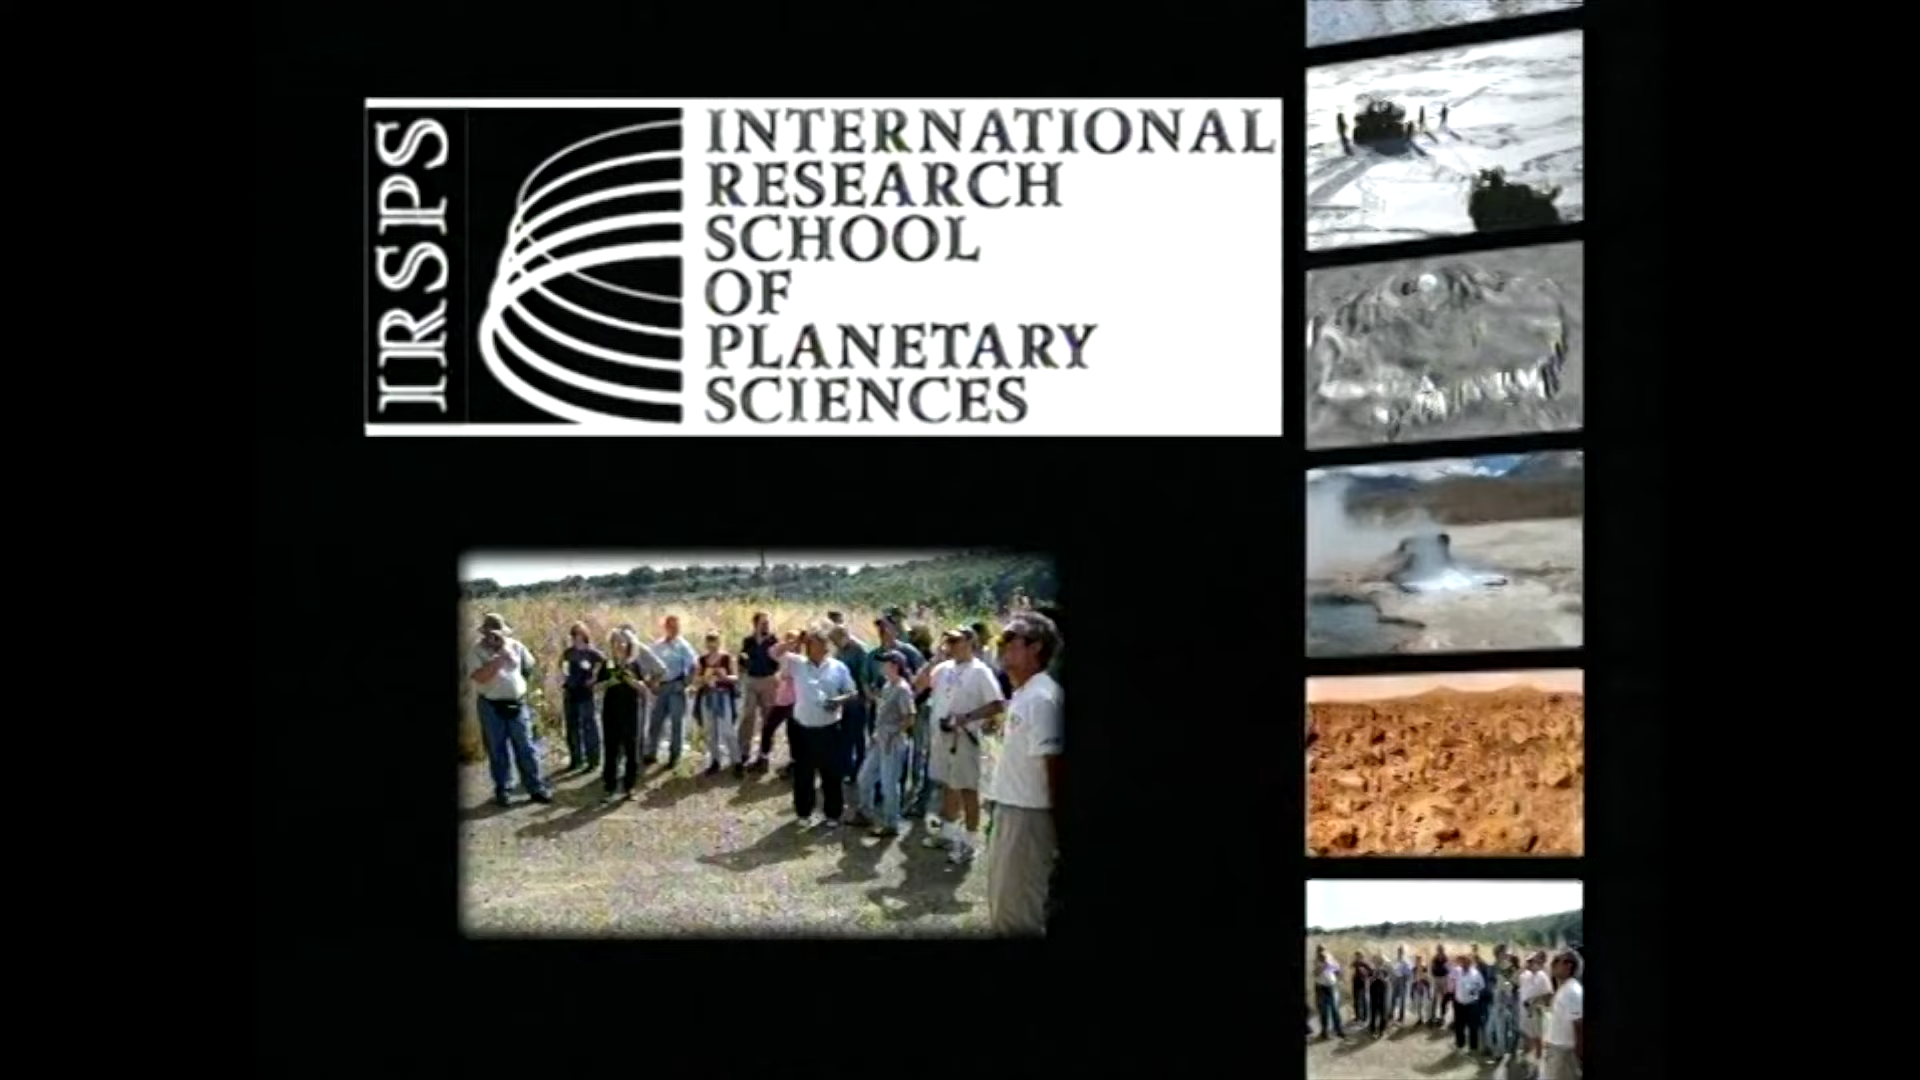 IRSPS
INTERNATIONAL
RESEARCH
SCHOOL
OF
PLANETARY
SCIENCES